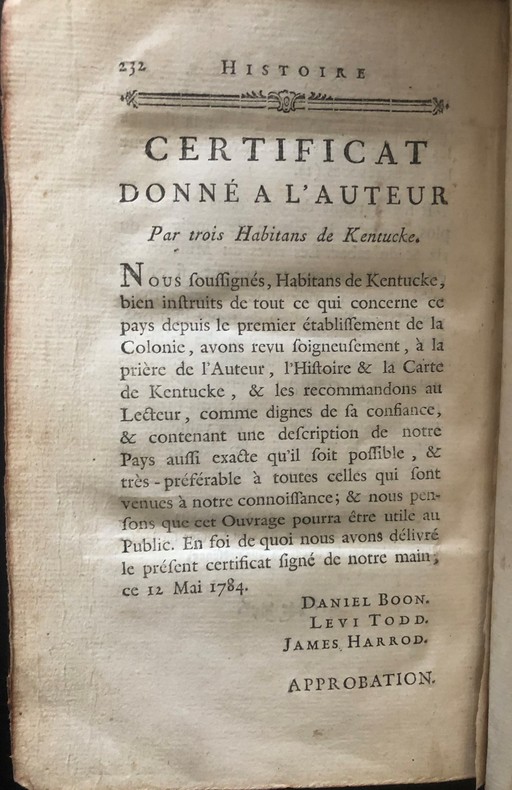 232 HISTOIRE
CERTIFICAT
DONNÉ A L'AUTEUR
Par trois Habitans de Kentucke.
Nous ſouſſignés, Habitans de Kentucke,
bien inſtruits de tout ce qui concerne ce
pays depuis le premier établiſſement de la
Colonie, avons revu ſoigneuſement, à la
prière de l'Auteur, l'Hiſtoire & la Carte
de Kentucke, & les recommandons au
Lecteur, comme dignes de ſa confiance,
& contenant une deſcription de notre
Pays auſſi exacte qu'il ſoit poſſible, &
très-préférable à toutes celles qui ſont
venues à notre connoiſſance; & nous pen-
ſons que cet Ouvrage pourra être utile au
Public. En foi de quoi nous avons délivré
le préſent certificat ſigné de notre main,
ce 12 Mai 1784.
DANIEL BOON.
LEVI TODD.
JAMES HARROD.
APPROBATION.